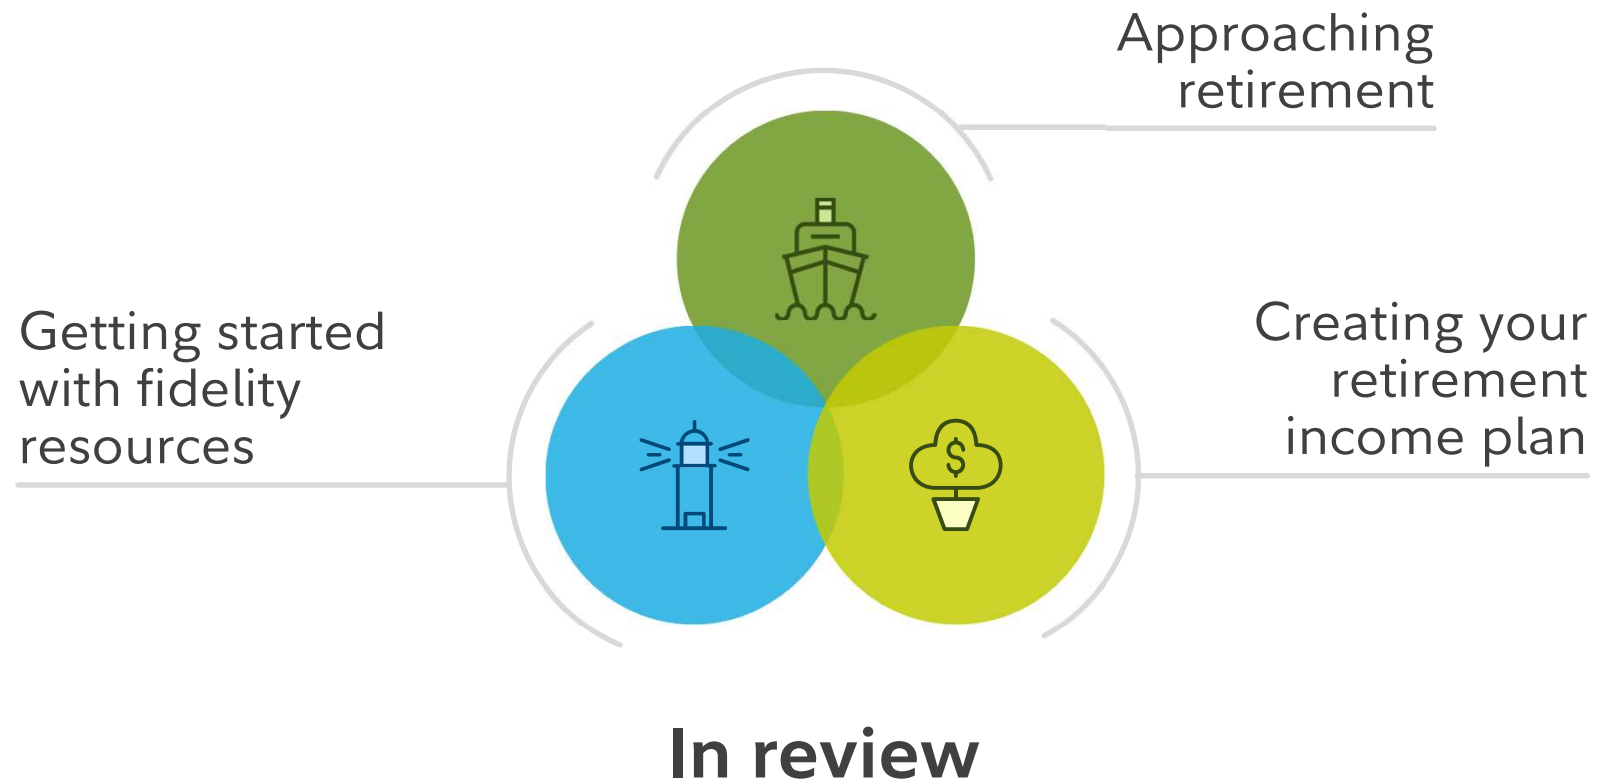 Approaching
retirement
Getting started
with fidelity
resources
Creating your
retirement
income plan
$
In review